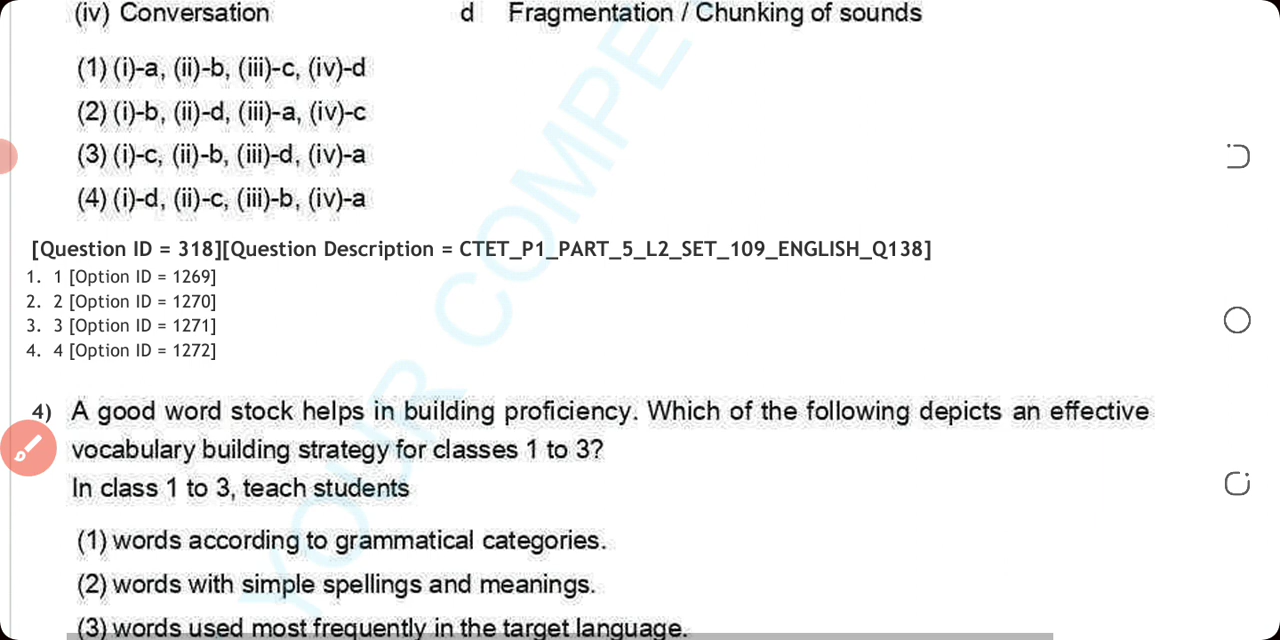 (iv) Conversation d Fragmentation / Chunking of sounds
(1) (i)-a, (ii)-b, (iii)-c, (iv)-d
(2) (i)-b, (ii)-d, (iii)-a, (iv)-c
(3) (i)-c, (ii)-b, (iii)-d, (iv)-a
(4) (i)-d, (ii)-c, (iii)-b, (iv)-a
[Question ID = 318][Question Description = CTET_P1_PART_5_L2_SET_109_ENGLISH_Q138]
1. 1 [Option ID = 1269]
2. 2 [Option ID = 1270]
3. 3 [Option ID = 1271]
4. 4 [Option ID = 1272]
4) A good word stock helps in building proficiency. Which of the following depicts an effective
vocabulary building strategy for classes 1 to 3?
In class 1 to 3, teach students
(1) words according to grammatical categories.
(2) words with simple spellings and meanings.
(3) words used most frequently in the target language.
YOUR COMPE